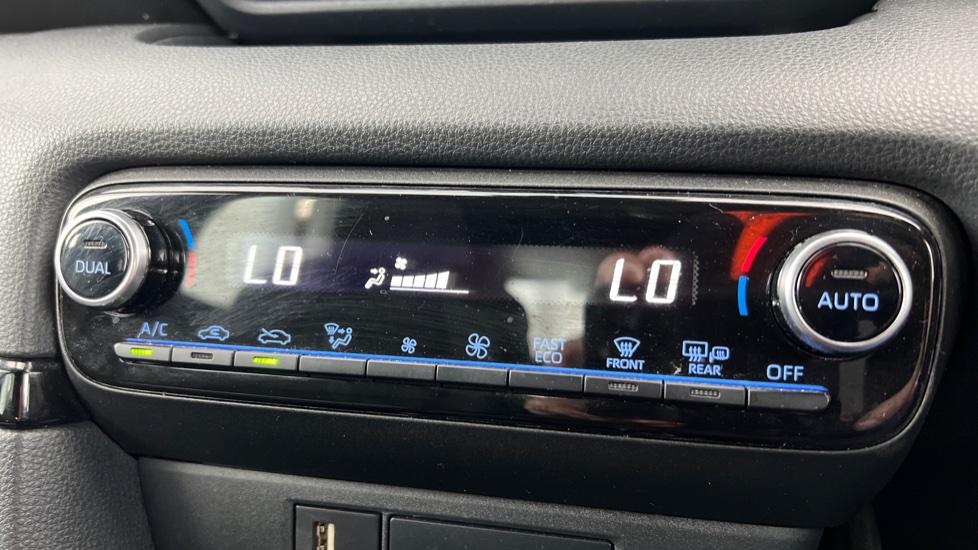 LO LO
DUAL AUTO
A/C FAST ECO FRONT REAR OFF